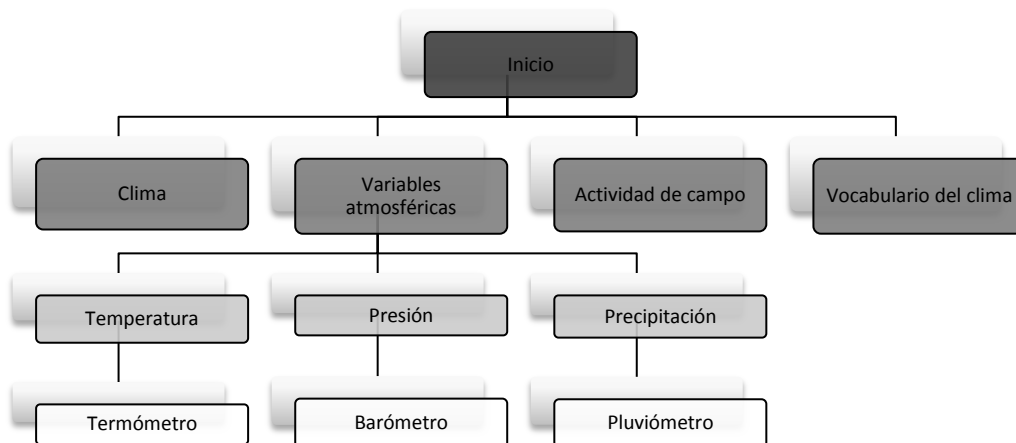 Inicio
Clima
Variables
atmosféricas
Actividad de campo
Vocabulario del clima
Temperatura
Presión
Precipitación
Termómetro
Barómetro
Pluviómetro